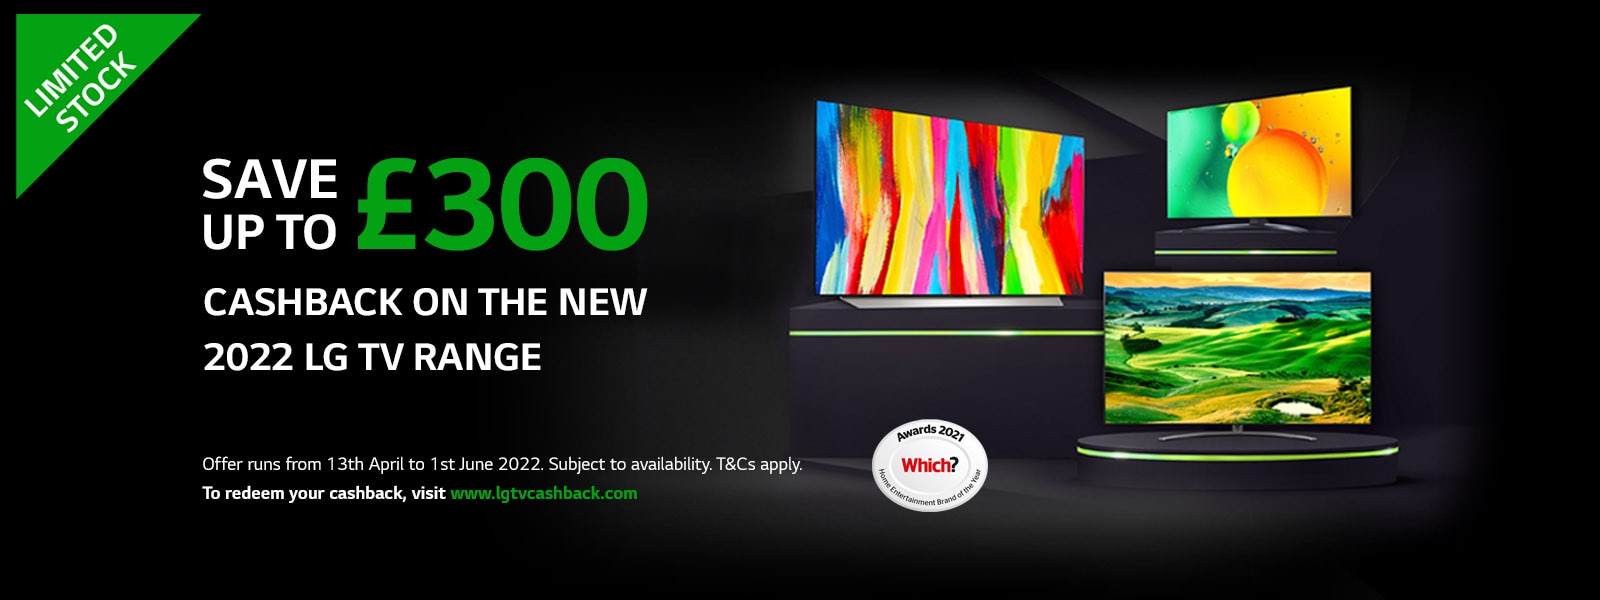 LIMITED
STOCK
SAVE
UP TO £300
CASHBACK ON THE NEW
2022 LG TV RANGE
Offer runs from 13th April to 1st June 2022. Subject to availability. T&Cs apply.
To redeem your cashback, visit www.lgtvcashback.com
Awards 2021
Which?
Home Entertainment Brand of the Year